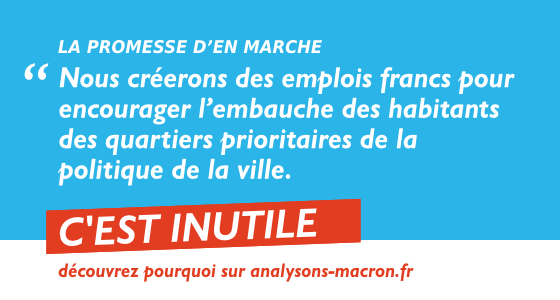 LA PROMESSE D’EN MARCHE
“ Nous créerons des emplois francs pour
encourager l’embauche des habitants
des quartiers prioritaires de la
politique de la ville.
C'EST INUTILE
découvrez pourquoi sur analysons-macron.fr